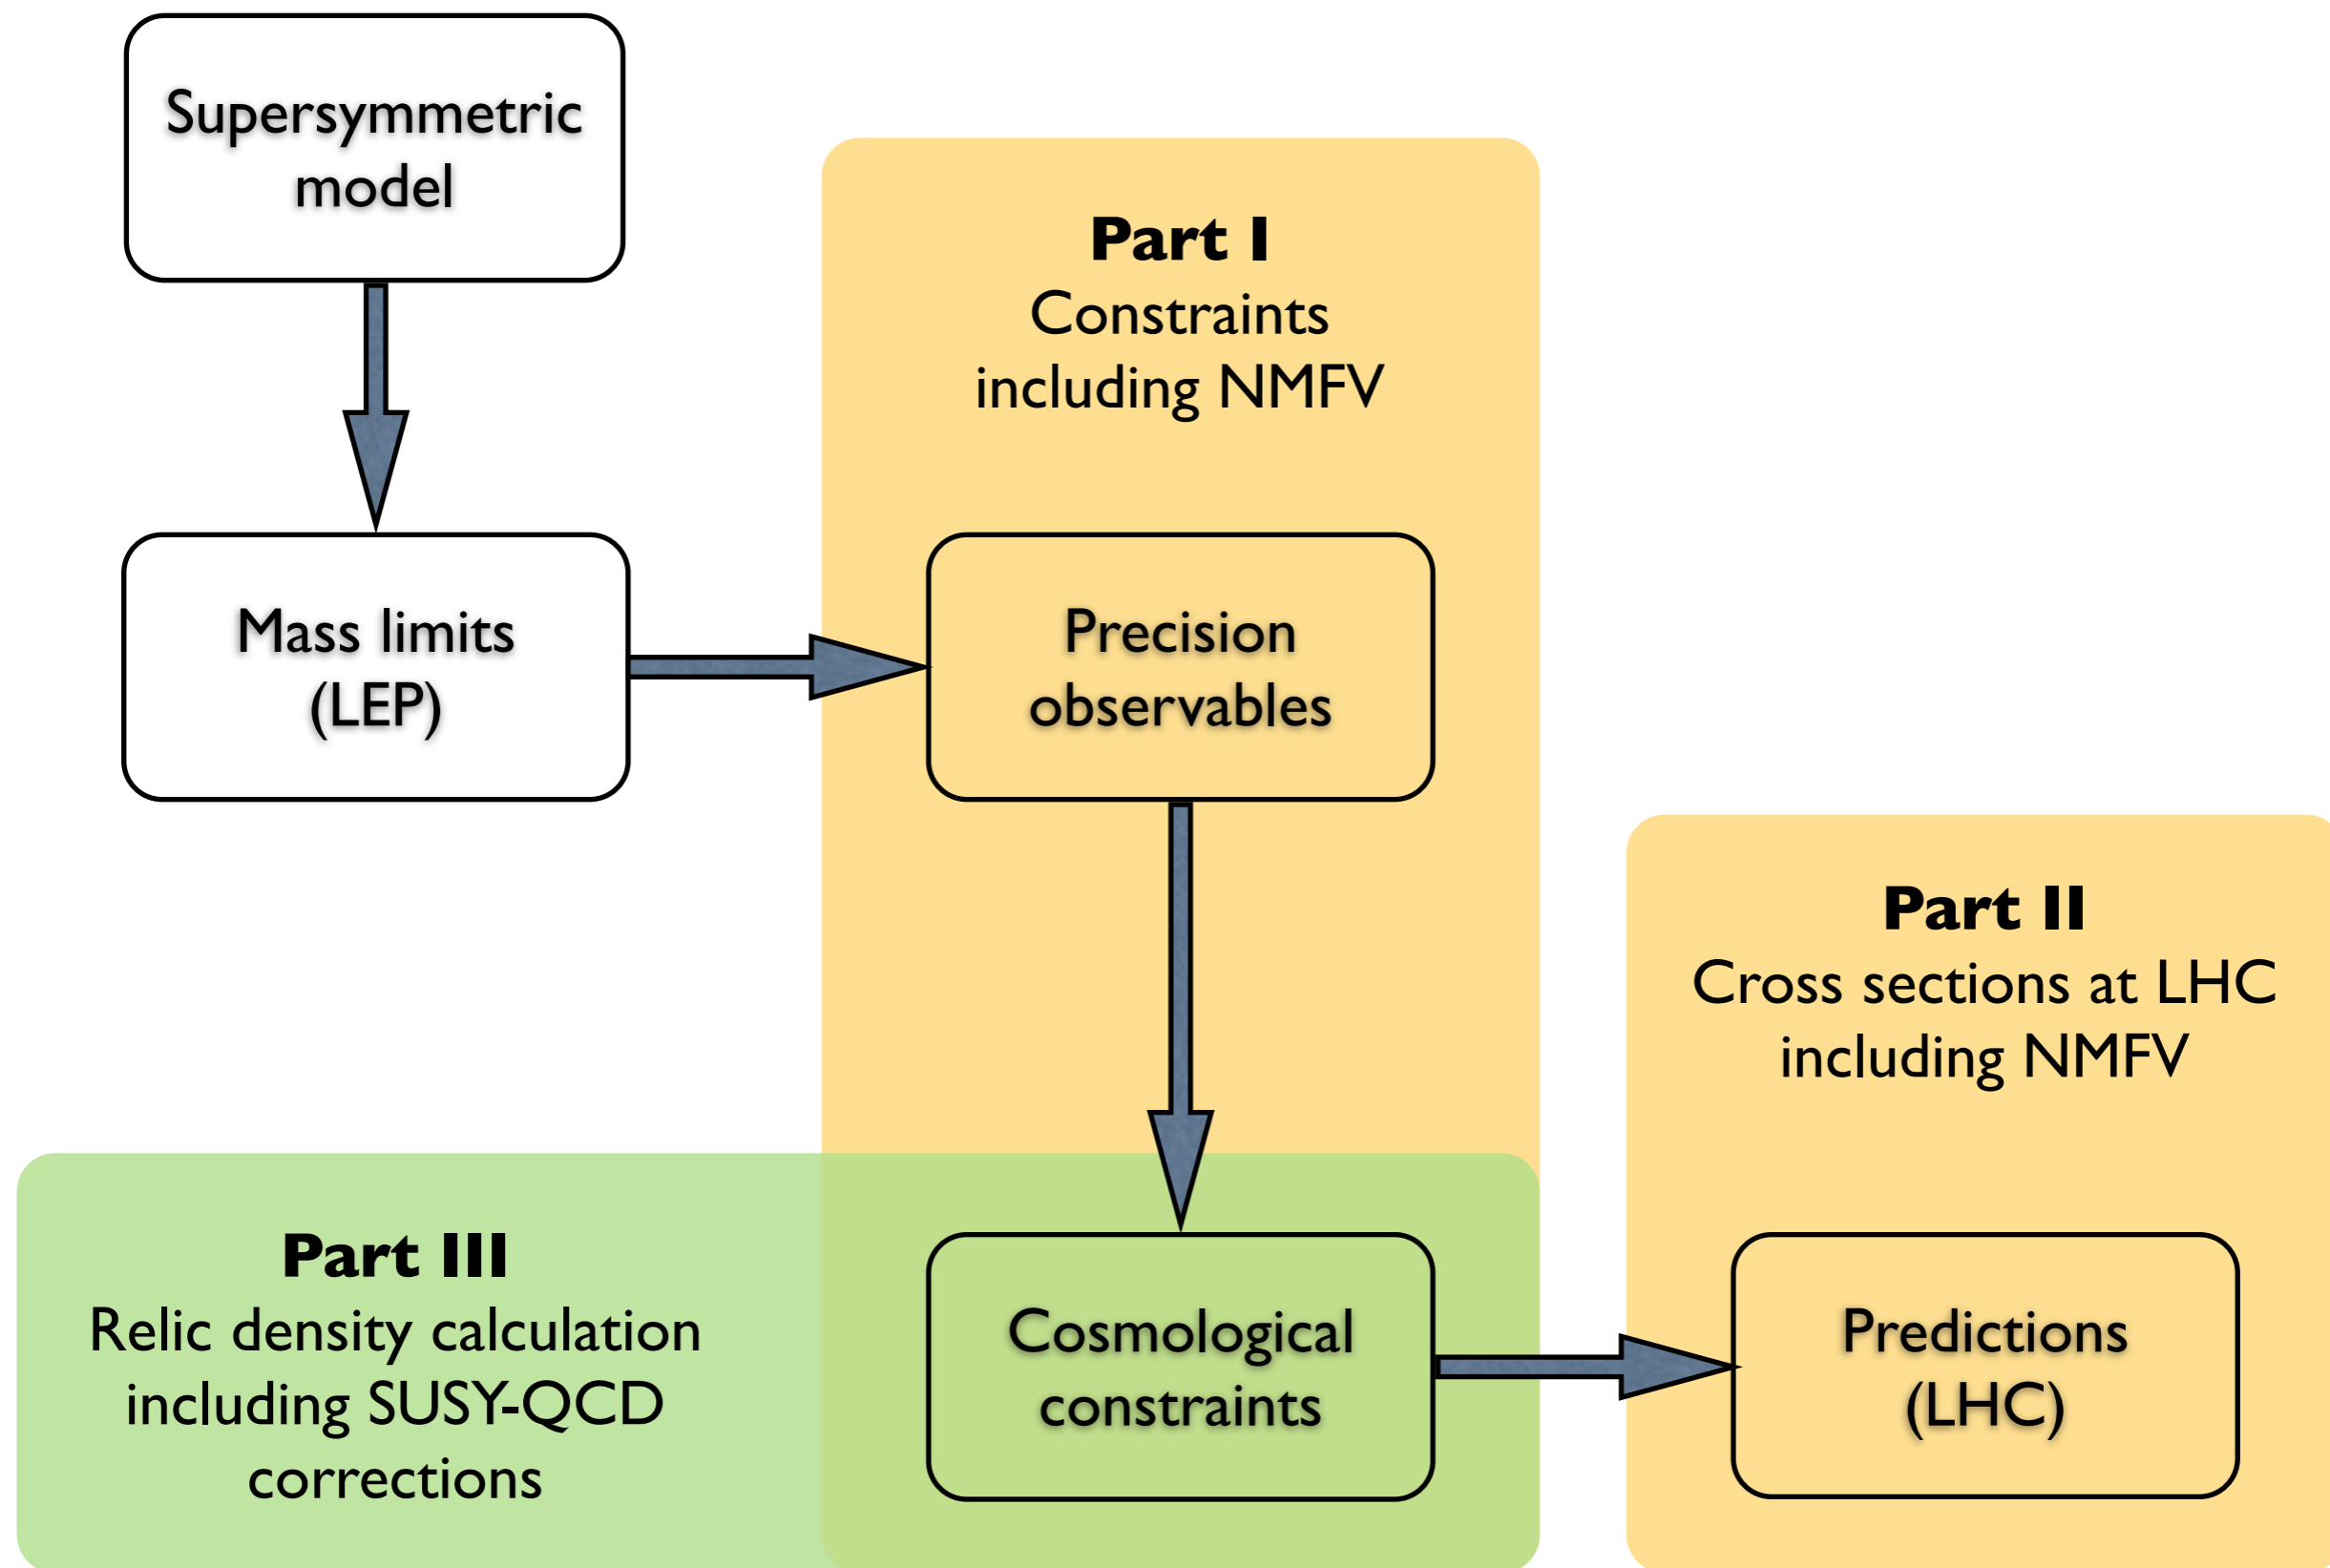 Supersymmetric
model
Part I
Constraints
including NMFV
Mass limits
(LEP)
Precision
observables
Part II
Cross sections at LHC
including NMFV
Part III
Relic density calculation
including SUSY-QCD
corrections
Cosmological
constraints
Predictions
(LHC)